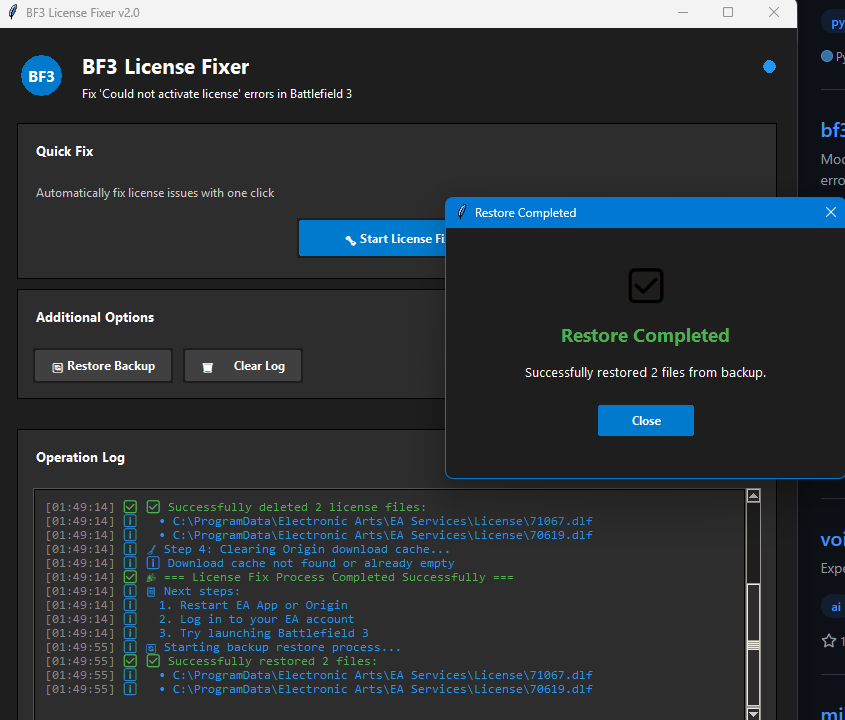 BF3 License Fixer v2.0
BF3
BF3 License Fixer
Fix 'Could not activate license' errors in Battlefield 3
Quick Fix
Automatically fix license issues with one click
Start License Fi
Additional Options
Restore Backup
Clear Log
Restore Completed
Restore Completed
Successfully restored 2 files from backup.
Close
Operation Log
[01:49:14] Successfully deleted 2 license files:
[01:49:14] • C:\ProgramData\Electronic Arts\EA Services\License\71067.dlf
[01:49:14] • C:\ProgramData\Electronic Arts\EA Services\License\70619.dlf
[01:49:14] Step 4: Clearing Origin download cache...
[01:49:14] Download cache not found or already empty
[01:49:14] === License Fix Process Completed Successfully ===
[01:49:14] Next steps:
[01:49:14] 1. Restart EA App or Origin
[01:49:14] 2. Log in to your EA account
[01:49:14] 3. Try launching Battlefield 3
[01:49:55] Starting backup restore process...
[01:49:55] Successfully restored 2 files:
[01:49:55] • C:\ProgramData\Electronic Arts\EA Services\License\71067.dlf
[01:49:55] • C:\ProgramData\Electronic Arts\EA Services\License\70619.dlf
py
Py
bf3
Mod
erro
voi
Expe
ai
1
mi